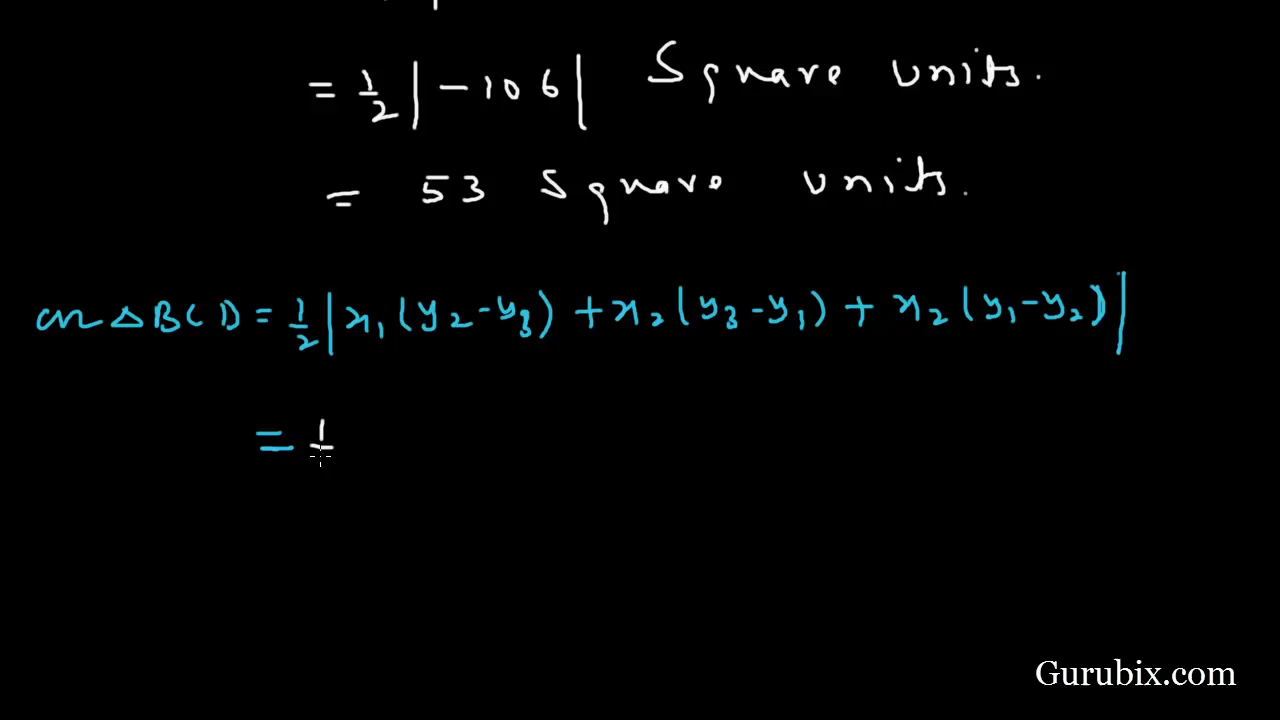 = 1/2 |-106| Square units.
= 53 Square units.
ar △BCD = 1/2 |x₁(y₂-y₃) + x₂(y₃-y₁) + x₂(y₁-y₂)|
= 1
Gurubix.com